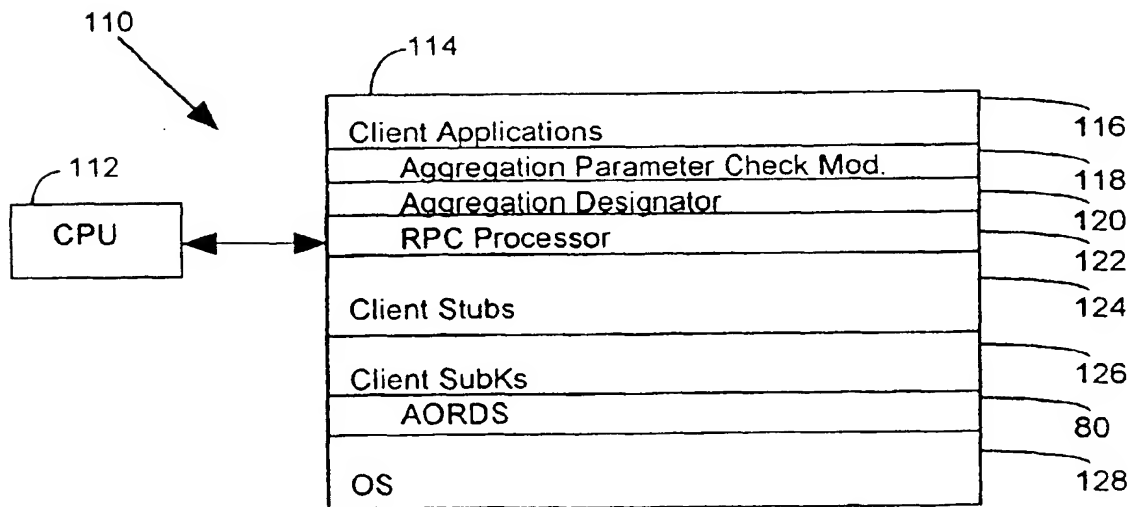 110
114
112
CPU
Client Applications
116
Aggregation Parameter Check Mod.
118
Aggregation Designator
120
RPC Processor
122
Client Stubs
124
Client SubKs
126
AORDS
80
OS
128